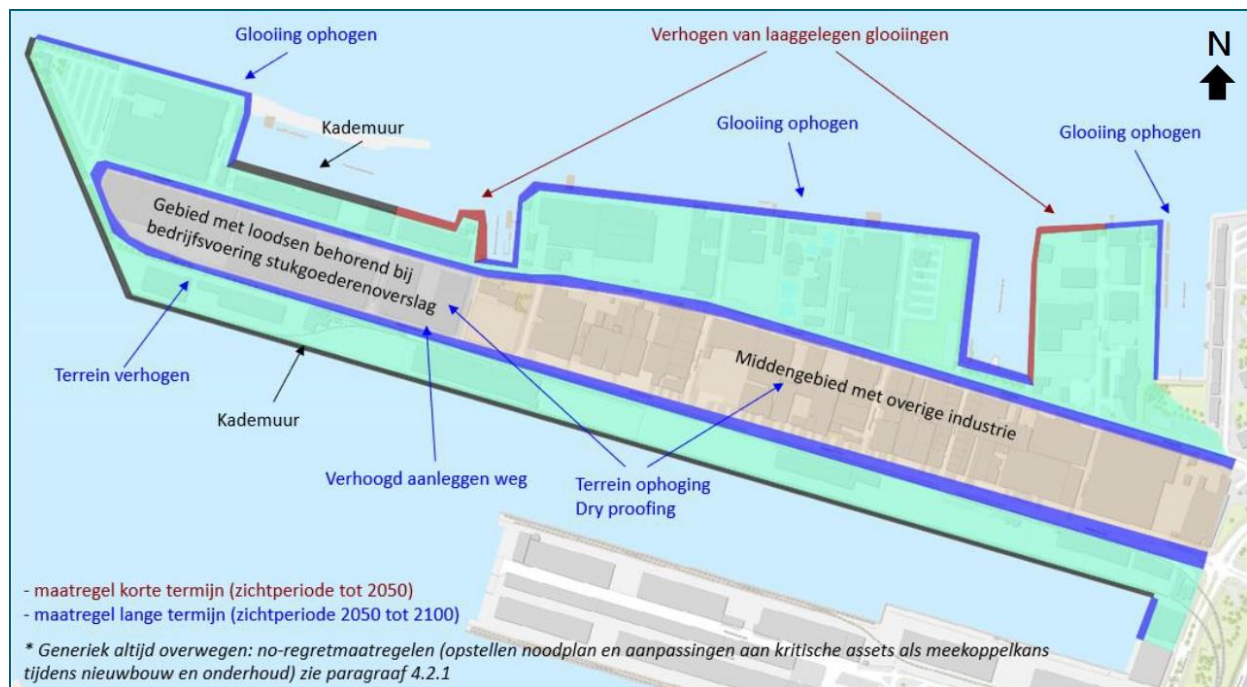 Glooiing ophogen
Verhogen van laaggelegen glooiingen
N
Kademuur
Glooiing ophogen
Glooiing ophogen
Gebied met loodsen behorend bij
bedrijfsvoering stukgoederenoverslag
Middengebied met overige industrie
Terrein verhogen
Kademuur
Verhoogd aanleggen weg
Terrein ophoging
Dry proofing
- maatregel korte termijn (zichtperiode tot 2050)
- maatregel lange termijn (zichtperiode 2050 tot 2100)
* Generiek altijd overwegen: no-regretmaatregelen (opstellen noodplan en aanpassingen aan kritische assets als meekoppelkans
tijdens nieuwbouw en onderhoud) zie paragraaf 4.2.1